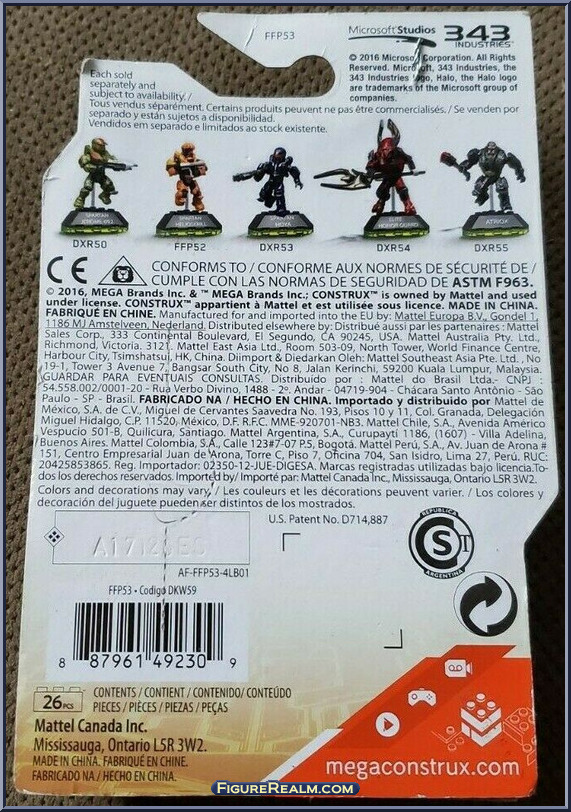 FFP53
Microsoft Studios 343 INDUSTRIES
© 2016 Microsoft Corporation. All Rights
Reserved. Microsoft, 343 Industries, the
343 Industries logo, Halo, the Halo logo
are trademarks of the Microsoft group of
companies.
Each sold
separately and
subject to availability. /
Tous vendus séparément. Certains produits peuvent ne pas être commercialisés. / Se venden por
separado y están sujetos a disponibilidad.
Vendidos em separado e limitados ao stock existente.
SPARTAN
SPARTAN HELIOSKRILL
SPARTAN
ELITE HONOR GUARD
ATRIOX
DXR50 FFP52 DXR53 DXR54 DXR55
CE CONFORMS TO / CONFORME AUX NORMES DE SÉCURITÉ DE /
CUMPLE CON LAS NORMAS DE SEGURIDAD DE ASTM F963.
© 2016, MEGA Brands Inc. & ™ MEGA Brands Inc.; CONSTRUX™ is owned by Mattel and used
under license. CONSTRUX™ appartient à Mattel et est utilisée sous licence. MADE IN CHINA.
FABRIQUÉ EN CHINE. Manufactured for and imported into the EU by: Mattel Europa B.V., Gondel 1,
1186 MJ Amstelveen, Nederland. Distributed elsewhere by: Distribué aussi par les partenaires : Mattel
Sales Corp., 333 Continental Boulevard, El Segundo, CA 90245, USA. Mattel Australia Pty. Ltd.,
Richmond, Victoria. 3121. Mattel East Asia Ltd., Room 503-09, North Tower, World Finance Centre,
Harbour City, Tsimshatsui, HK, China. Diimport & Diedarkan Oleh: Mattel Southeast Asia Pte. Ltd., No
19-1, Tower 3 Avenue 7, Bangsar South City, No 8, Jalan Kerinchi, 59200 Kuala Lumpur, Malaysia.
GUARDAR PARA EVENTUAIS CONSULTAS. Distribuído por : Mattel do Brasil Ltda.- CNPJ :
54.558.002/0001-20 - Rua Verbo Divino, 1488 - 2º. Andar - 04719-904 - Chácara Santo Antônio - São
Paulo - SP - Brasil. FABRICADO NA / HECHO EN CHINA. Importado y distribuido por Mattel de
México, S.A. de C.V., Miguel de Cervantes Saavedra No. 193, Pisos 10 y 11, Col. Granada, Delegación
Miguel Hidalgo, C.P. 11520, México, D.F. R.F.C. MME-920701-NB3. Mattel Chile, S.A., Avenida Américo
Vespucio 501-B, Quilicura, Santiago. Mattel Argentina, S.A., Curupaytí 1186, (1607) - Villa Adelina,
Buenos Aires. Mattel Colombia, S.A., Calle 123#7-07 P.5, Bogotá. Mattel Perú, S.A., Av. Juan de Arona #
151, Centro Empresarial Juan de Arona, Torre C, Piso 7, Oficina 704, San Isidro, Lima 27, Perú. RUC:
20425853865. Reg. Importador: 02350-12-JUE-DIGESA. Marcas registradas utilizadas bajo licencia.To-
dos los derechos reservados. Imported by / Importé par : Mattel Canada Inc., Mississauga, Ontario L5R 3W2.
Colors and decorations may vary. / Les couleurs et les décorations peuvent varier. / Los colores y
decoración del juguete pueden ser distintos de los mostrados.
U.S. Patent No. D714,887
REPUBLICA ARGENTINA
S T
AF-FFP53-4LB01
FFP53 • Codigo DKW59
8 87961 49230 9
26 PCS
CONTENTS / CONTENT / CONTENIDO/ CONTEÚDO
PIECES / PIÈCES / PIEZAS / PEÇAS
Mattel Canada Inc.
Mississauga, Ontario L5R 3W2.
MADE IN CHINA. FABRIQUÉ EN CHINE.
FABRICADO NA / HECHO EN CHINA.
megaconstrux.com
FIGUREREALM.COM